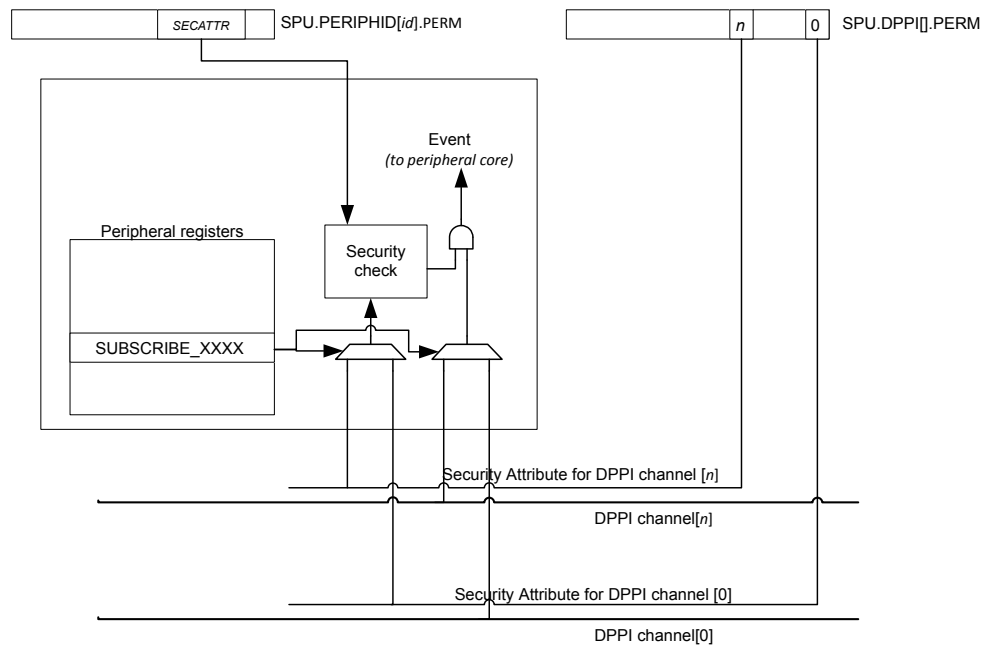 SECATTR
SPU.PERIPHID[id].PERM
n
0
SPU.DPPI[].PERM
Event
(to peripheral core)
Peripheral registers
Security
check
SUBSCRIBE_XXXX
Security Attribute for DPPI channel [n]
DPPI channel[n]
Security Attribute for DPPI channel [0]
DPPI channel[0]